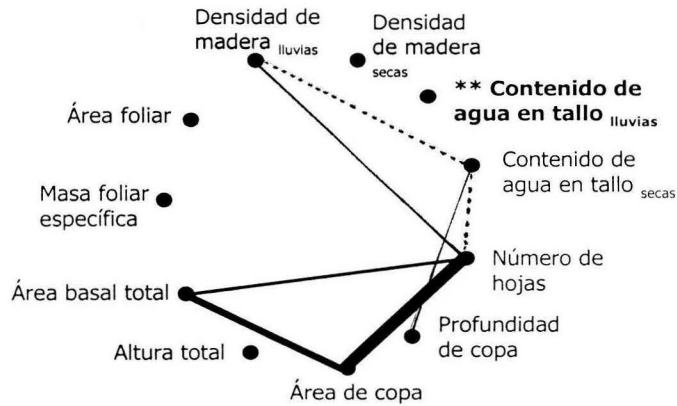 Densidad de
madera lluvias
Densidad
de madera
secas
** Contenido de
agua en tallo lluvias
Área foliar
Contenido de
agua en tallo secas
Masa foliar
específica
Número de
hojas
Área basal total
Profundidad
de copa
Altura total
Área de copa